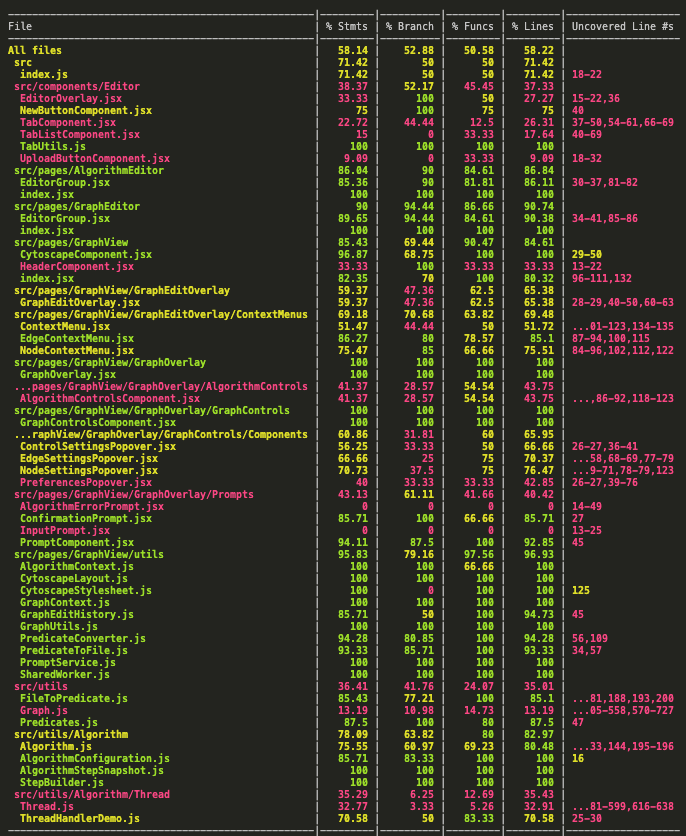 File | % Stmts | % Branch | % Funcs | % Lines | Uncovered Line #s
All files | 58.14 | 52.88 | 50.58 | 58.22 |
src | 71.42 | 50 | 50 | 71.42 |
index.js | 71.42 | 50 | 50 | 71.42 | 18-22
src/components/Editor | 38.37 | 52.17 | 45.45 | 37.33 |
EditorOverlay.jsx | 33.33 | 100 | 50 | 27.27 | 15-22,36
NewButtonComponent.jsx | 75 | 100 | 75 | 75 | 40
TabComponent.jsx | 22.72 | 44.44 | 12.5 | 26.31 | 37-50,54-61,66-69
TabListComponent.jsx | 15 | 0 | 33.33 | 17.64 | 40-69
TabUtils.js | 100 | 100 | 100 | 100 |
UploadButtonComponent.jsx | 9.09 | 0 | 33.33 | 9.09 | 18-32
src/pages/AlgorithmEditor | 86.04 | 90 | 84.61 | 86.84 |
EditorGroup.jsx | 85.36 | 90 | 81.81 | 86.11 | 30-37,81-82
index.jsx | 100 | 100 | 100 | 100 |
src/pages/GraphEditor | 90 | 94.44 | 86.66 | 90.74 |
EditorGroup.jsx | 89.65 | 94.44 | 84.61 | 90.38 | 34-41,85-86
index.jsx | 100 | 100 | 100 | 100 |
src/pages/GraphView | 85.43 | 69.44 | 90.47 | 84.61 |
CytoscapeComponent.jsx | 96.87 | 68.75 | 100 | 100 | 29-50
HeaderComponent.jsx | 33.33 | 100 | 33.33 | 33.33 | 13-22
index.jsx | 82.35 | 70 | 100 | 80.32 | 96-111,132
src/pages/GraphView/GraphEditOverlay | 59.37 | 47.36 | 62.5 | 65.38 |
GraphEditOverlay.jsx | 59.37 | 47.36 | 62.5 | 65.38 | 28-29,40-50,60-63
src/pages/GraphView/GraphEditOverlay/ContextMenus | 69.18 | 70.68 | 63.82 | 69.48 |
ContextMenu.jsx | 51.47 | 44.44 | 50 | 51.72 | ...01-123,134-135
EdgeContextMenu.jsx | 86.27 | 80 | 78.57 | 85.1 | 87-94,100,115
NodeContextMenu.jsx | 75.47 | 85 | 66.66 | 75.51 | 84-96,102,112,122
src/pages/GraphView/GraphOverlay | 100 | 100 | 100 | 100 |
GraphOverlay.jsx | 100 | 100 | 100 | 100 |
...pages/GraphView/GraphOverlay/AlgorithmControls | 41.37 | 28.57 | 54.54 | 43.75 |
AlgorithmControlsComponent.jsx | 41.37 | 28.57 | 54.54 | 43.75 | ...,86-92,118-123
src/pages/GraphView/GraphOverlay/GraphControls | 100 | 100 | 100 | 100 |
GraphControlsComponent.jsx | 100 | 100 | 100 | 100 |
...raphView/GraphOverlay/GraphControls/Components | 60.86 | 31.81 | 60 | 65.95 |
ControlSettingsPopover.jsx | 56.25 | 33.33 | 50 | 66.66 | 26-27,36-41
EdgeSettingsPopover.jsx | 66.66 | 25 | 75 | 70.37 | ...58,68-69,77-79
NodeSettingsPopover.jsx | 70.73 | 37.5 | 75 | 76.47 | ...9-71,78-79,123
PreferencesPopover.jsx | 40 | 33.33 | 33.33 | 42.85 | 26-27,39-76
src/pages/GraphView/GraphOverlay/Prompts | 43.13 | 61.11 | 41.66 | 40.42 |
AlgorithmErrorPrompt.jsx | 0 | 0 | 0 | 0 | 14-49
ConfirmationPrompt.jsx | 85.71 | 100 | 66.66 | 85.71 | 27
InputPrompt.jsx | 0 | 0 | 0 | 0 | 13-25
PromptComponent.jsx | 94.11 | 87.5 | 100 | 92.85 | 45
src/pages/GraphView/utils | 95.83 | 79.16 | 97.56 | 96.93 |
AlgorithmContext.js | 100 | 100 | 66.66 | 100 |
CytoscapeLayout.js | 100 | 100 | 100 | 100 |
CytoscapeStylesheet.js | 100 | 0 | 100 | 100 | 125
GraphContext.js | 100 | 100 | 100 | 100 |
GraphEditHistory.js | 85.71 | 50 | 100 | 94.73 | 45
GraphUtils.js | 100 | 100 | 100 | 100 |
PredicateConverter.js | 94.28 | 80.85 | 100 | 94.28 | 56,109
PredicateToFile.js | 93.33 | 85.71 | 100 | 93.33 | 34,57
PromptService.js | 100 | 100 | 100 | 100 |
SharedWorker.js | 100 | 100 | 100 | 100 |
src/utils | 36.41 | 41.76 | 24.07 | 35.01 |
FileToPredicate.js | 85.43 | 77.21 | 100 | 85.1 | ...81,188,193,200
Graph.js | 13.19 | 10.98 | 14.73 | 13.19 | ...05-558,570-727
Predicates.js | 87.5 | 100 | 80 | 87.5 | 47
src/utils/Algorithm | 78.09 | 63.82 | 80 | 82.97 |
Algorithm.js | 75.55 | 60.97 | 69.23 | 80.48 | ...33,144,195-196
AlgorithmConfiguration.js | 85.71 | 83.33 | 100 | 100 | 16
AlgorithmStepSnapshot.js | 100 | 100 | 100 | 100 |
StepBuilder.js | 100 | 100 | 100 | 100 |
src/utils/Algorithm/Thread | 35.29 | 6.25 | 12.69 | 35.43 |
Thread.js | 32.77 | 3.33 | 5.26 | 32.91 | ...81-599,616-638
ThreadHandlerDemo.js | 70.58 | 50 | 83.33 | 70.58 | 25-30